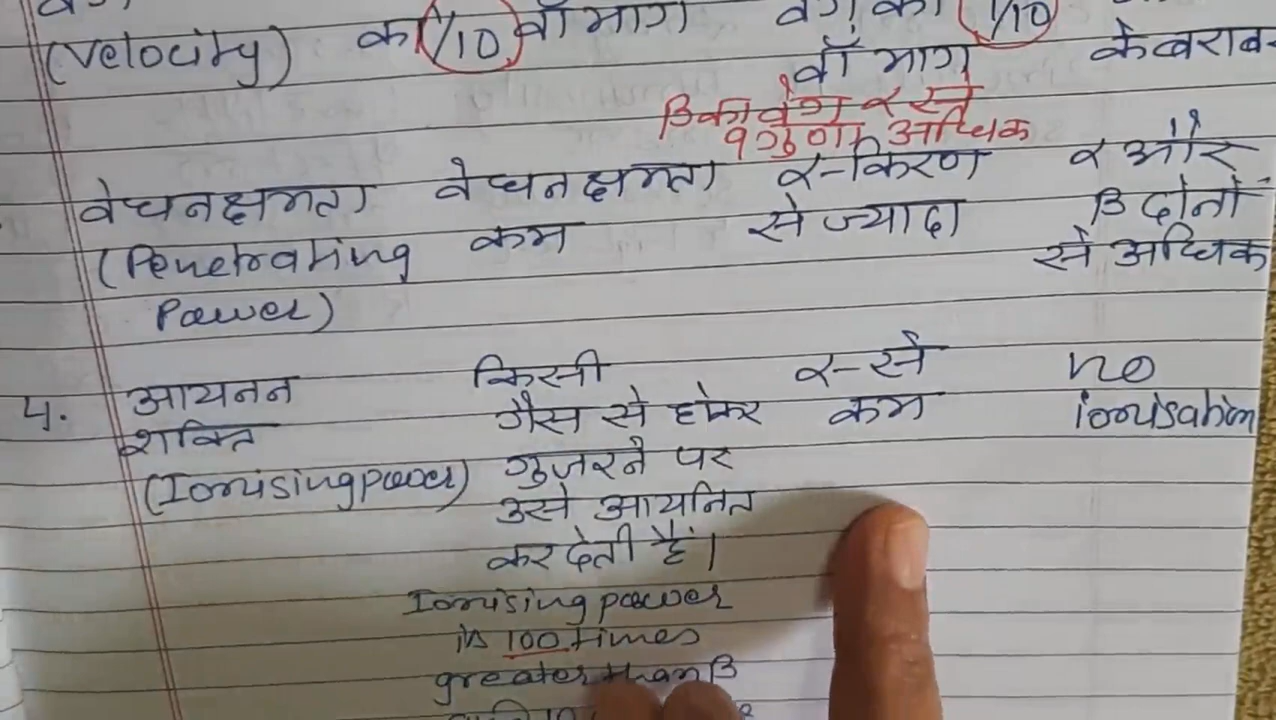 (Velocity) का 1/10 वाँ भाग वेग का 1/10
वाँ भाग के बराबर
β का वेग α से
9 गुणा अधिक
वेधनक्षमता वेधनक्षमता α-किरण α और
(Penetrating कम से ज्यादा β दोनों
Power) से अधिक
4. आयनन किसी α-से no
शक्ति गैस से होकर कम ionisation
(Ionising power) गुजरने पर
उसे आयनित
कर देती है।
Ionising power
is 100 times
greater than β